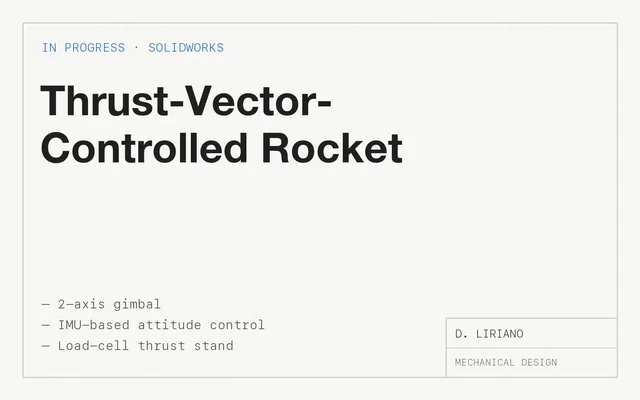 IN PROGRESS · SOLIDWORKS
Thrust-Vector-
Controlled Rocket
— 2-axis gimbal
— IMU-based attitude control
— Load-cell thrust stand
D. LIRIANO
MECHANICAL DESIGN